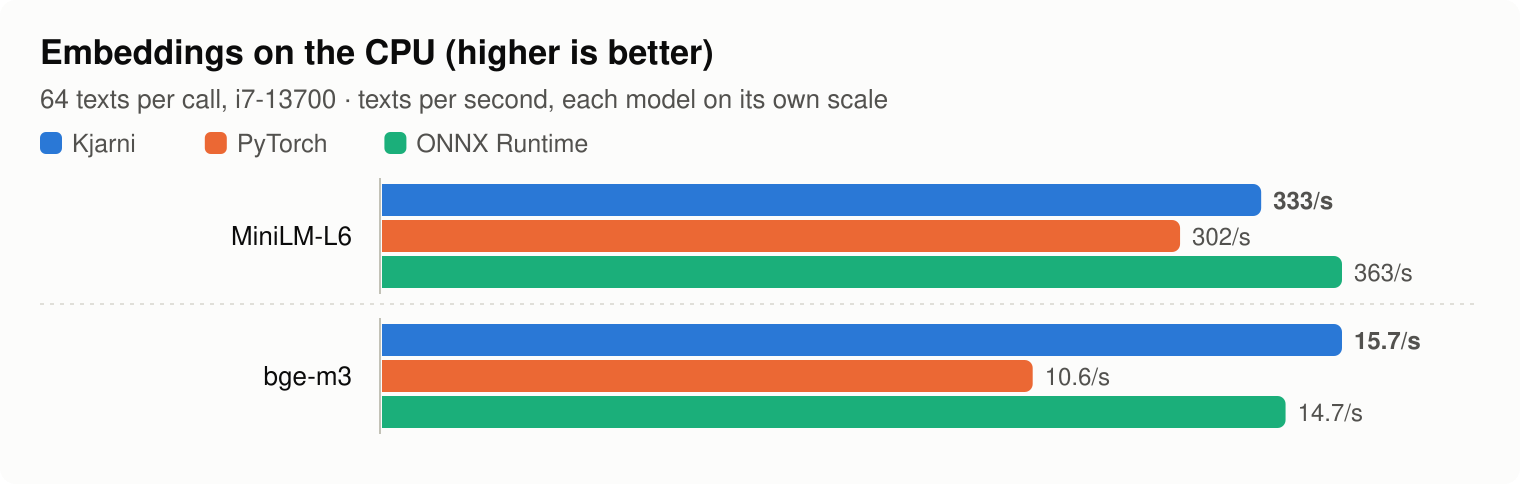 Embeddings on the CPU (higher is better)
64 texts per call, i7-13700 · texts per second, each model on its own scale
Kjarni PyTorch ONNX Runtime
333/s
MiniLM-L6 302/s
363/s
15.7/s
bge-m3 10.6/s
14.7/s